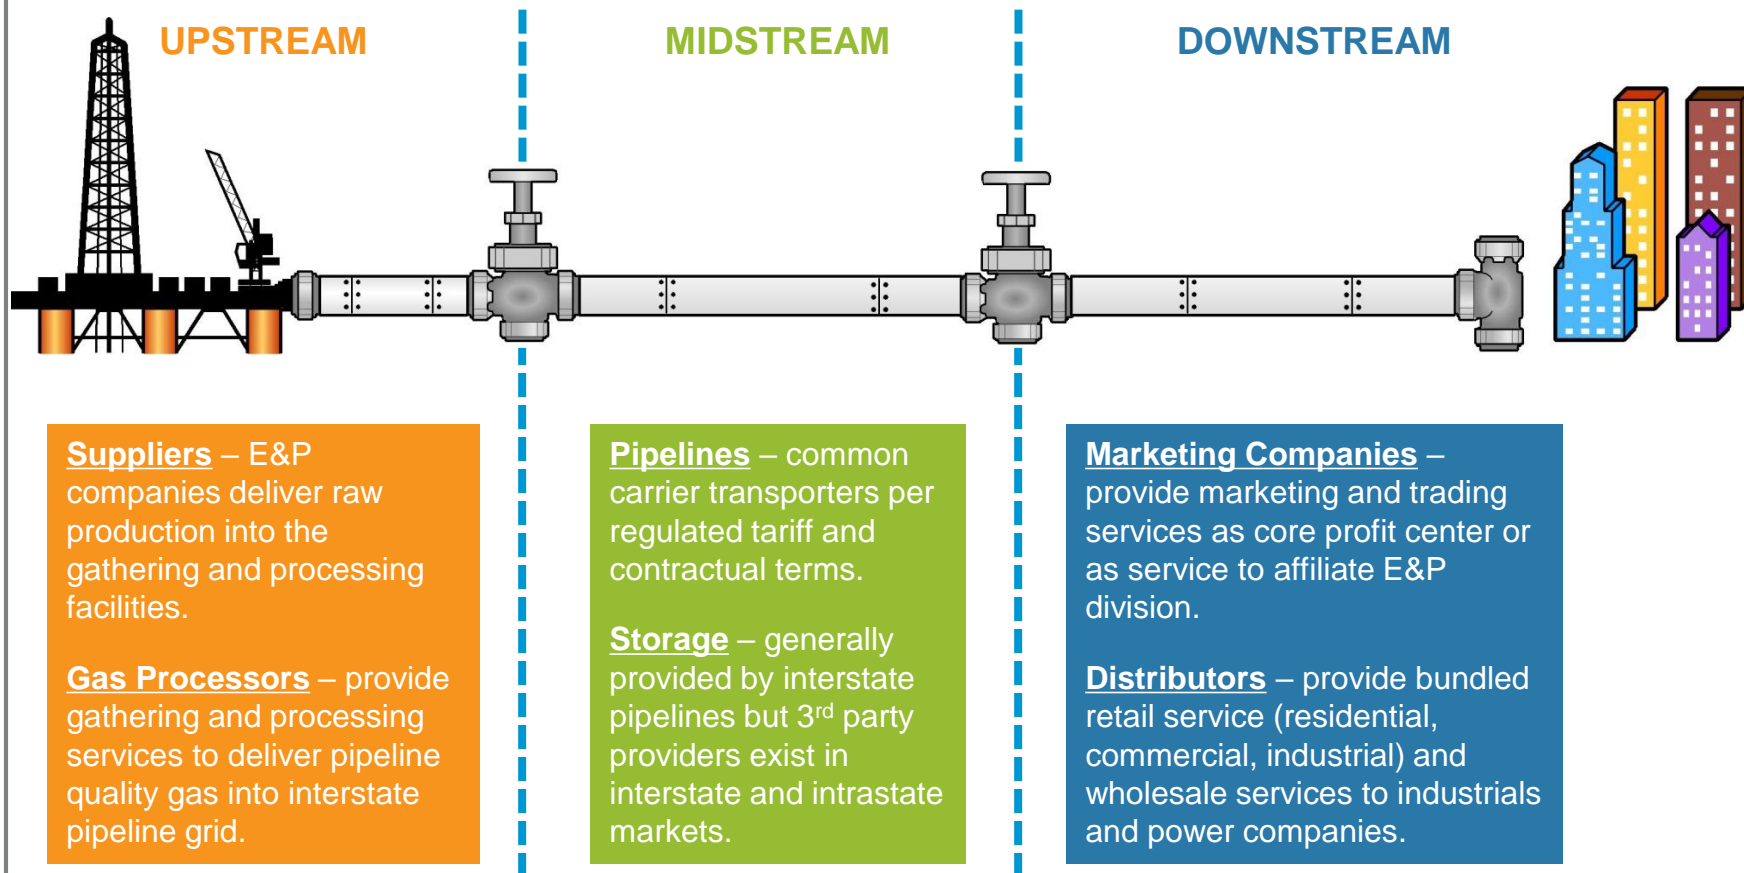 UPSTREAM
MIDSTREAM
DOWNSTREAM
Suppliers – E&P
companies deliver raw
production into the
gathering and processing
facilities.
Gas Processors – provide
gathering and processing
services to deliver pipeline
quality gas into interstate
pipeline grid.
Pipelines – common
carrier transporters per
regulated tariff and
contractual terms.
Storage – generally
provided by interstate
pipelines but 3rd party
providers exist in
interstate and intrastate
markets.
Marketing Companies –
provide marketing and trading
services as core profit center or
as service to affiliate E&P
division.
Distributors – provide bundled
retail service (residential,
commercial, industrial) and
wholesale services to industrials
and power companies.